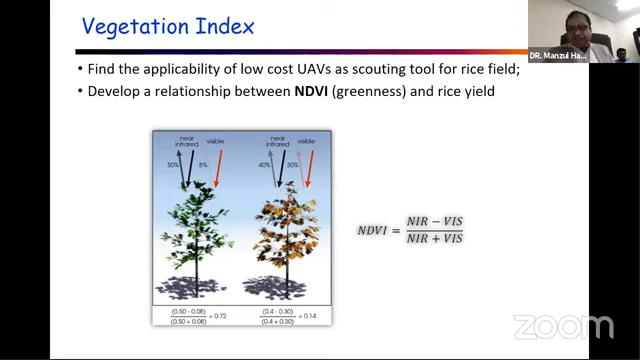 Vegetation Index
DR. Manzul Ha...
• Find the applicability of low cost UAVs as scouting tool for rice field;
• Develop a relationship between NDVI (greenness) and rice yield
near infrared
visible
near infrared
visible
50%
8%
40%
30%
NDVI = (NIR − VIS) / (NIR + VIS)
(0.50 - 0.08) / (0.50 + 0.08) = 0.72
(0.4 - 0.30) / (0.4 + 0.30) = 0.14
zoom